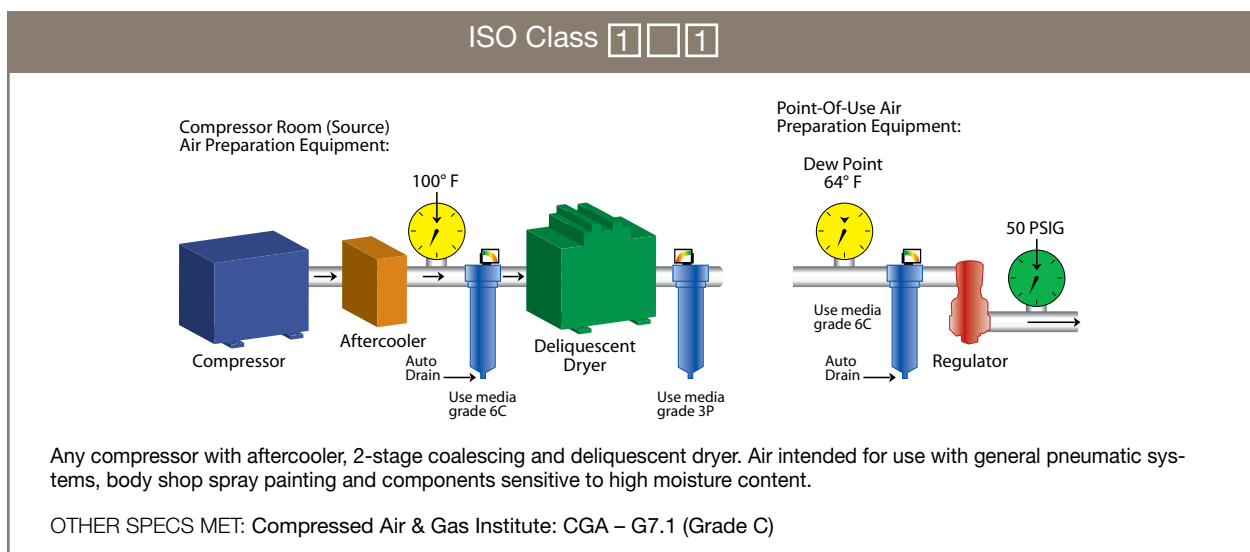 ISO Class 1 1
Compressor Room (Source)
Air Preparation Equipment:
100° F
Compressor
Aftercooler
Auto
Drain
Use media
grade 6C
Deliquescent
Dryer
Use media
grade 3P
Point-Of-Use Air
Preparation Equipment:
Dew Point
64° F
50 PSIG
Use media
grade 6C
Auto
Drain
Regulator
Any compressor with aftercooler, 2-stage coalescing and deliquescent dryer. Air intended for use with general pneumatic sys-
tems, body shop spray painting and components sensitive to high moisture content.
OTHER SPECS MET: Compressed Air & Gas Institute: CGA – G7.1 (Grade C)